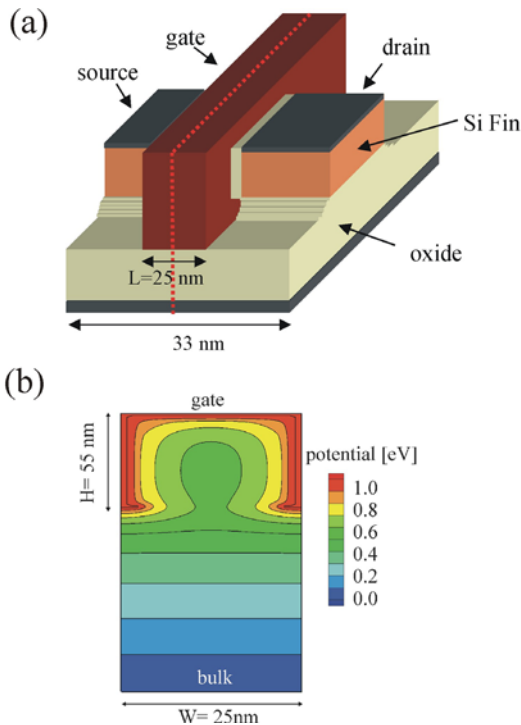 (a)
gate
source
drain
Si Fin
oxide
L=25 nm
33 nm
(b)
gate
H= 55 nm
potential [eV]
1.0
0.8
0.6
0.4
0.2
0.0
bulk
W= 25nm